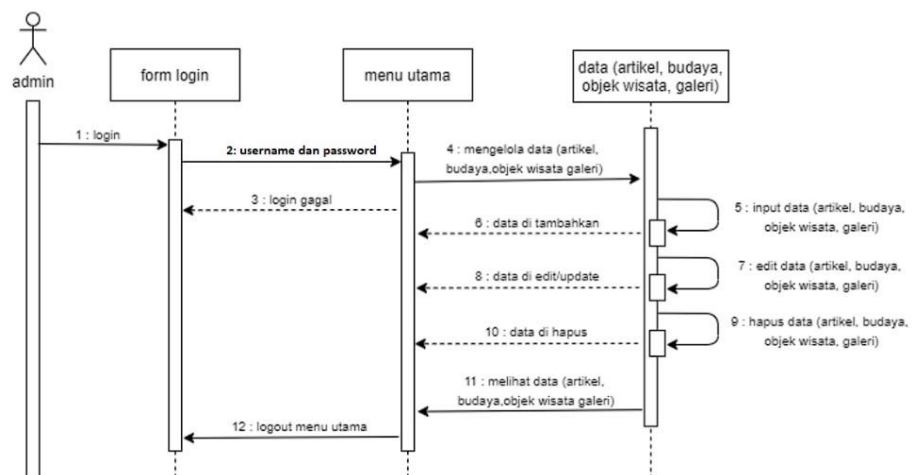 admin
form login
menu utama
data (artikel, budaya,
objek wisata, galeri)
1 : login
2: username dan password
3 : login gagal
4 : mengelola data (artikel,
budaya,objek wisata galeri)
5 : input data (artikel, budaya,
objek wisata, galeri)
6 : data di tambahkan
7 : edit data (artikel, budaya,
objek wisata, galeri)
8 : data di edit/update
9 : hapus data (artikel, budaya,
objek wisata, galeri)
10 : data di hapus
11 : melihat data (artikel,
budaya,objek wisata galeri)
12 : logout menu utama